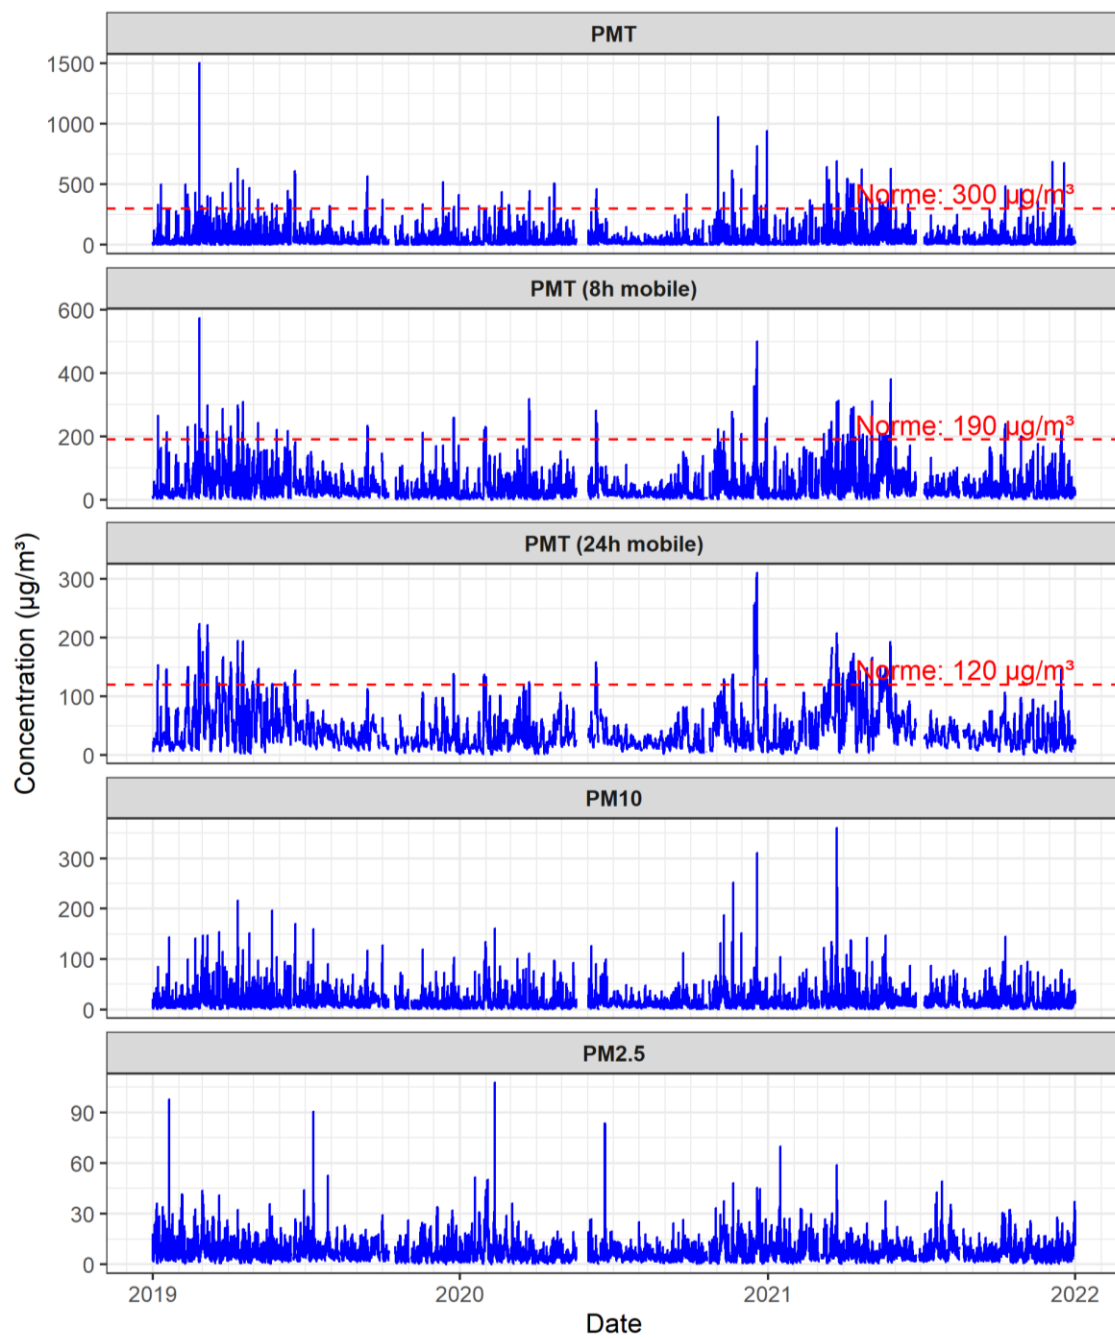 PMT
1500
1000
500
0
Norme: 300 µg/m³
PMT (8h mobile)
600
400
200
0
Norme: 190 µg/m³
PMT (24h mobile)
300
200
100
0
Norme: 120 µg/m³
Concentration (µg/m³)
PM10
300
200
100
0
PM2.5
90
60
30
0
2019 2020 2021 2022
Date